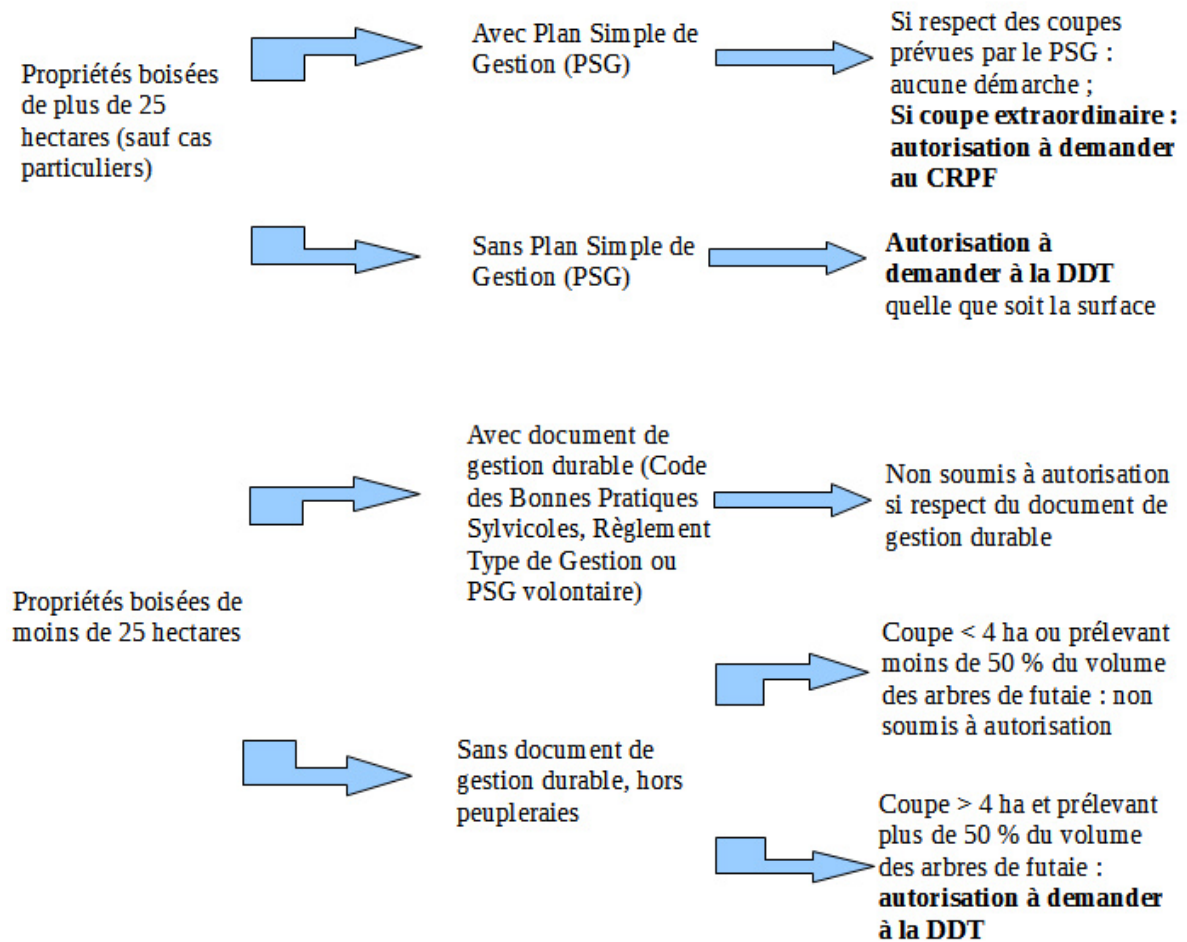 Propriétés boisées
de plus de 25
hectares (sauf cas
particuliers)
Avec Plan Simple de
Gestion (PSG)
Si respect des coupes
prévues par le PSG :
aucune démarche ;
Si coupe extraordinaire :
autorisation à demander
au CRPF
Sans Plan Simple de
Gestion (PSG)
Autorisation à
demander à la DDT
quelle que soit la surface
Propriétés boisées de
moins de 25 hectares
Avec document de
gestion durable (Code
des Bonnes Pratiques
Sylvicoles, Règlement
Type de Gestion ou
PSG volontaire)
Non soumis à autorisation
si respect du document de
gestion durable
Sans document de
gestion durable, hors
peupleraies
Coupe < 4 ha ou prélevant
moins de 50 % du volume
des arbres de futaie : non
soumis à autorisation
Coupe > 4 ha et prélevant
plus de 50 % du volume
des arbres de futaie :
autorisation à demander
à la DDT